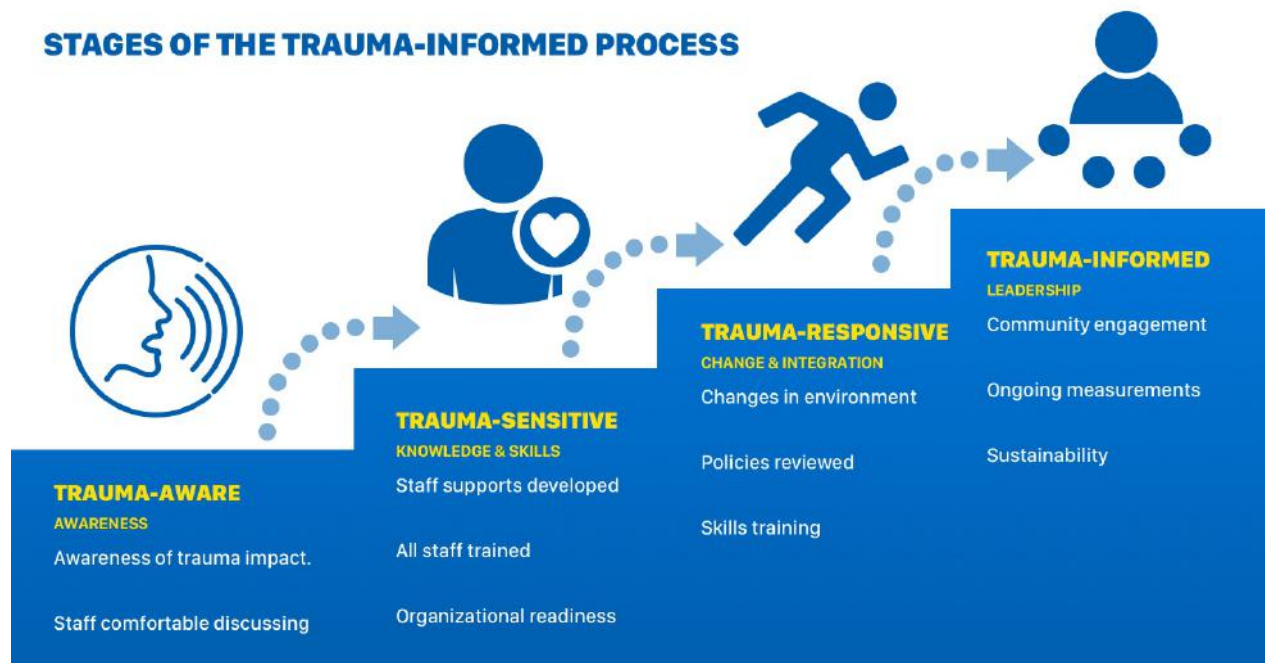 STAGES OF THE TRAUMA-INFORMED PROCESS
TRAUMA-AWARE
AWARENESS
Awareness of trauma impact.
Staff comfortable discussing
TRAUMA-SENSITIVE
KNOWLEDGE & SKILLS
Staff supports developed
All staff trained
Organizational readiness
TRAUMA-RESPONSIVE
CHANGE & INTEGRATION
Changes in environment
Policies reviewed
Skills training
TRAUMA-INFORMED
LEADERSHIP
Community engagement
Ongoing measurements
Sustainability